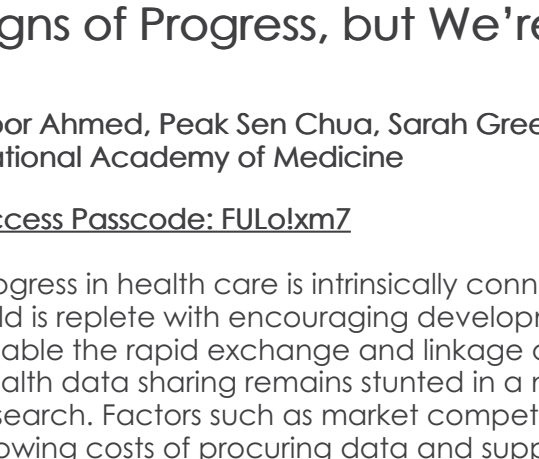 gns of Progress, but We're
oor Ahmed, Peak Sen Chua, Sarah Gree
ational Academy of Medicine
ccess Passcode: FULo!xm7
ogress in health care is intrinsically conn
ld is replete with encouraging developm
able the rapid exchange and linkage o
alth data sharing remains stunted in a n
search. Factors such as market compet
owing costs of procuring data and supp